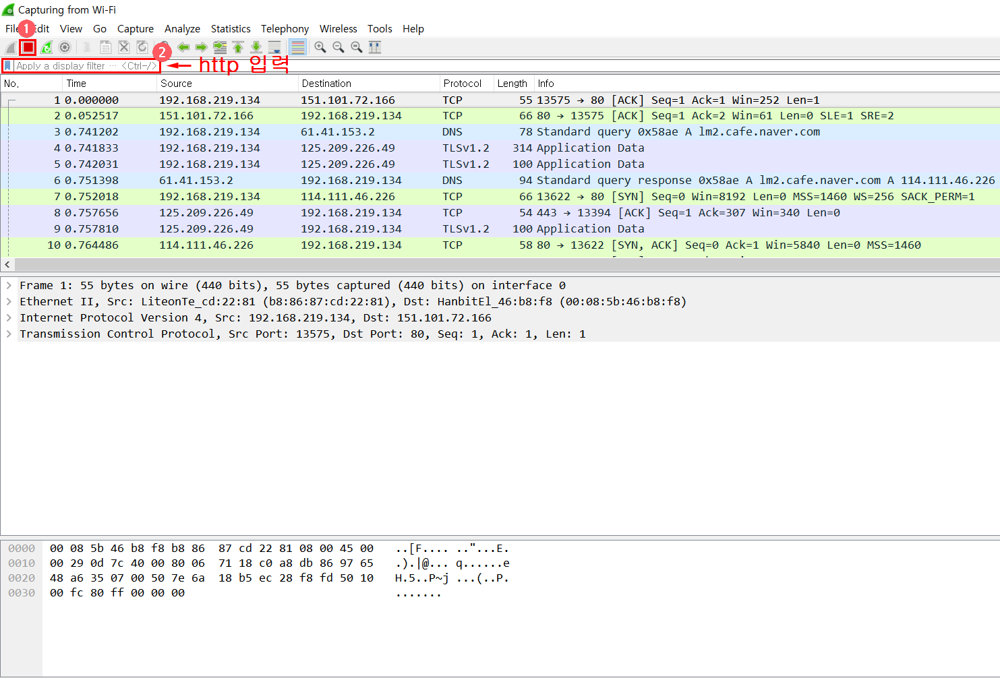 Capturing from Wi-Fi
File Edit View Go Capture Analyze Statistics Telephony Wireless Tools Help
1
2
Apply a display filter ··· <Ctrl-/>
http 입력
No. Time Source Destination Protocol Length Info
1 0.000000 192.168.219.134 151.101.72.166 TCP 55 13575 → 80 [ACK] Seq=1 Ack=1 Win=252 Len=1
2 0.052517 151.101.72.166 192.168.219.134 TCP 66 80 → 13575 [ACK] Seq=1 Ack=2 Win=61 Len=0 SLE=1 SRE=2
3 0.741202 192.168.219.134 61.41.153.2 DNS 78 Standard query 0x58ae A lm2.cafe.naver.com
4 0.741833 192.168.219.134 125.209.226.49 TLSv1.2 314 Application Data
5 0.742031 192.168.219.134 125.209.226.49 TLSv1.2 100 Application Data
6 0.751398 61.41.153.2 192.168.219.134 DNS 94 Standard query response 0x58ae A lm2.cafe.naver.com A 114.111.46.226
7 0.752018 192.168.219.134 114.111.46.226 TCP 66 13622 → 80 [SYN] Seq=0 Win=8192 Len=0 MSS=1460 WS=256 SACK_PERM=1
8 0.757656 125.209.226.49 192.168.219.134 TCP 54 443 → 13394 [ACK] Seq=1 Ack=307 Win=340 Len=0
9 0.757810 125.209.226.49 192.168.219.134 TLSv1.2 100 Application Data
10 0.764486 114.111.46.226 192.168.219.134 TCP 58 80 → 13622 [SYN, ACK] Seq=0 Ack=1 Win=5840 Len=0 MSS=1460
Frame 1: 55 bytes on wire (440 bits), 55 bytes captured (440 bits) on interface 0
Ethernet II, Src: LiteonTe_cd:22:81 (b8:86:87:cd:22:81), Dst: HanbitEl_46:b8:f8 (00:08:5b:46:b8:f8)
Internet Protocol Version 4, Src: 192.168.219.134, Dst: 151.101.72.166
Transmission Control Protocol, Src Port: 13575, Dst Port: 80, Seq: 1, Ack: 1, Len: 1
0000 00 08 5b 46 b8 f8 b8 86 87 cd 22 81 08 00 45 00 ..[F.... .."...E.
0010 00 29 0d 7c 40 00 80 06 71 18 c0 a8 db 86 97 65 .).|@... q......e
0020 48 a6 35 07 00 50 7e 6a 18 b5 ec 28 f8 fd 50 10 H.5..P~j ...(..P.
0030 00 fc 80 ff 00 00 00 .......